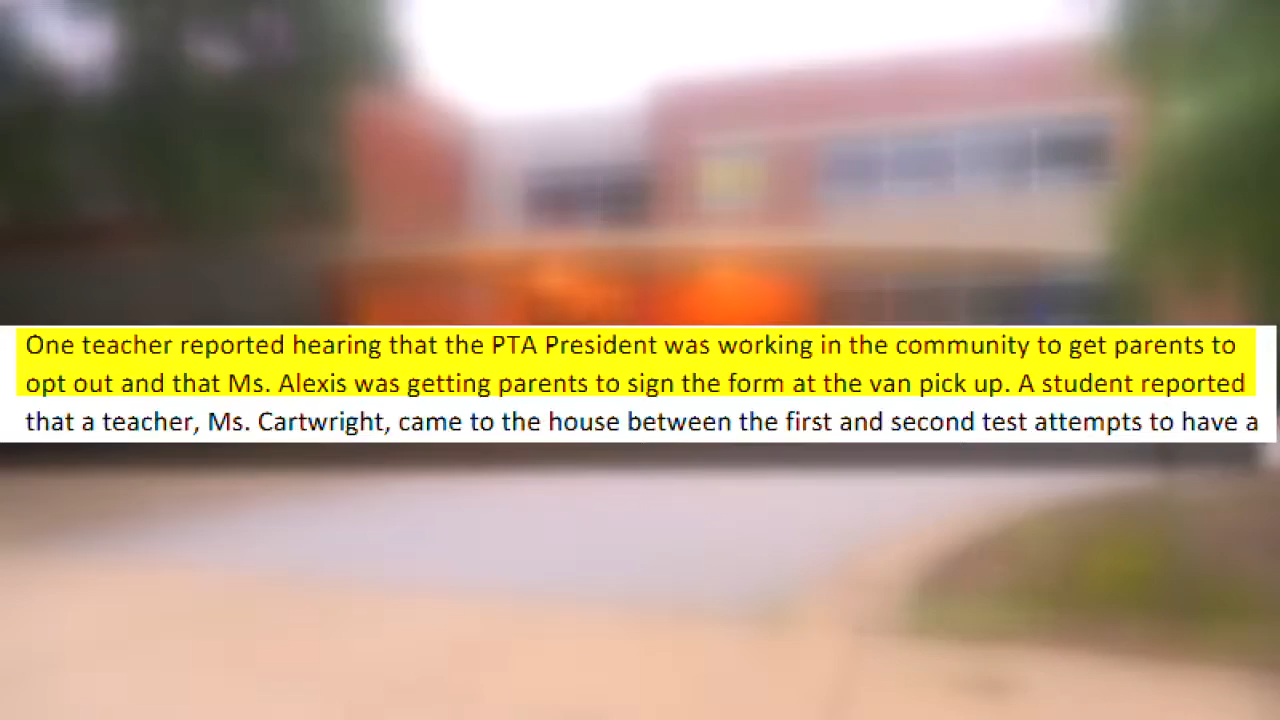 One teacher reported hearing that the PTA President was working in the community to get parents to
opt out and that Ms. Alexis was getting parents to sign the form at the van pick up. A student reported
that a teacher, Ms. Cartwright, came to the house between the first and second test attempts to have a